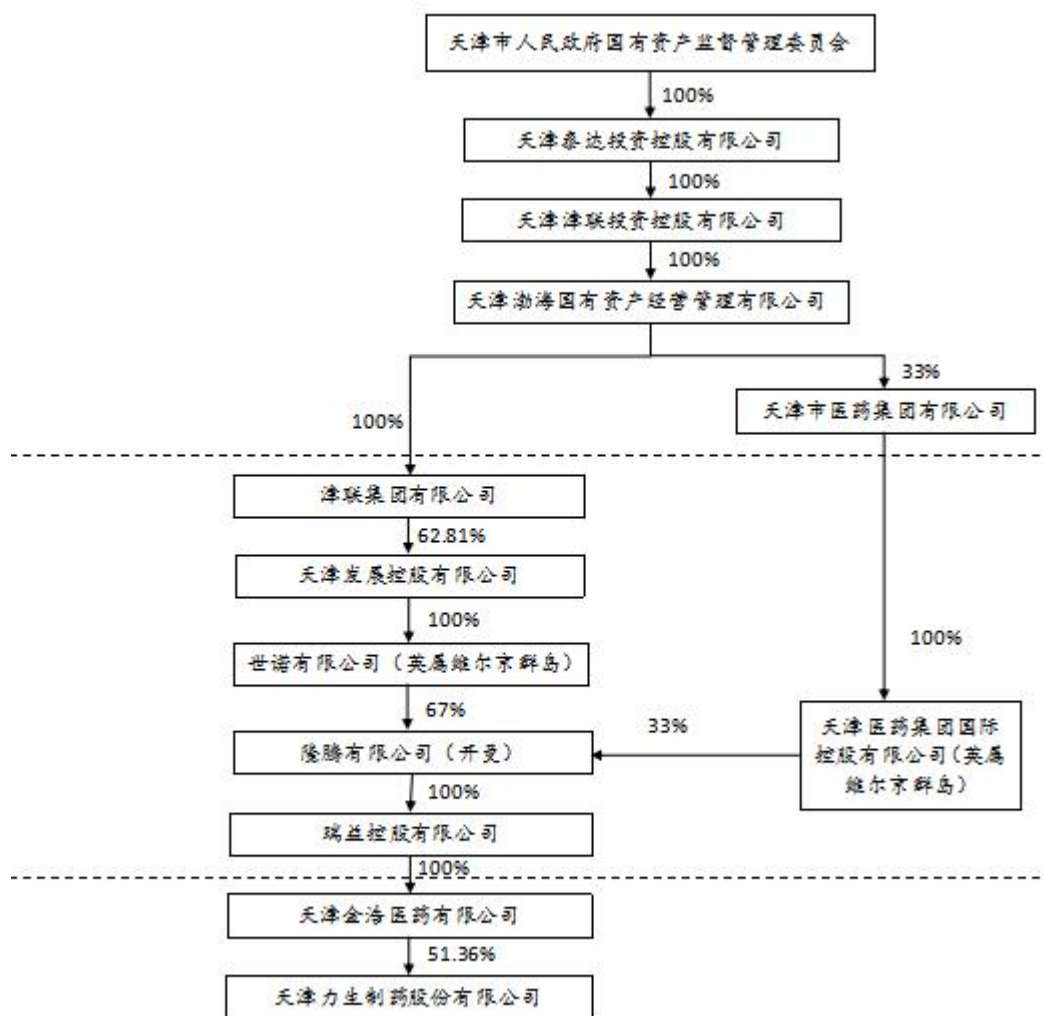 天津市人民政府国有资产监督管理委员会
100%
天津泰达投资控股有限公司
100%
天津津联投资控股有限公司
100%
天津渤海国有资产经营管理有限公司
33%
天津市医药集团有限公司
100%
津联集团有限公司
62.81%
天津发展控股有限公司
100%
100%
世诺有限公司（英属维尔京群岛）
67%
33%
天津医药集团国际
控股有限公司（英属
维尔京群岛）
隆腾有限公司（开曼）
100%
瑞益控股有限公司
100%
天津金浩医药有限公司
51.36%
天津力生制药股份有限公司